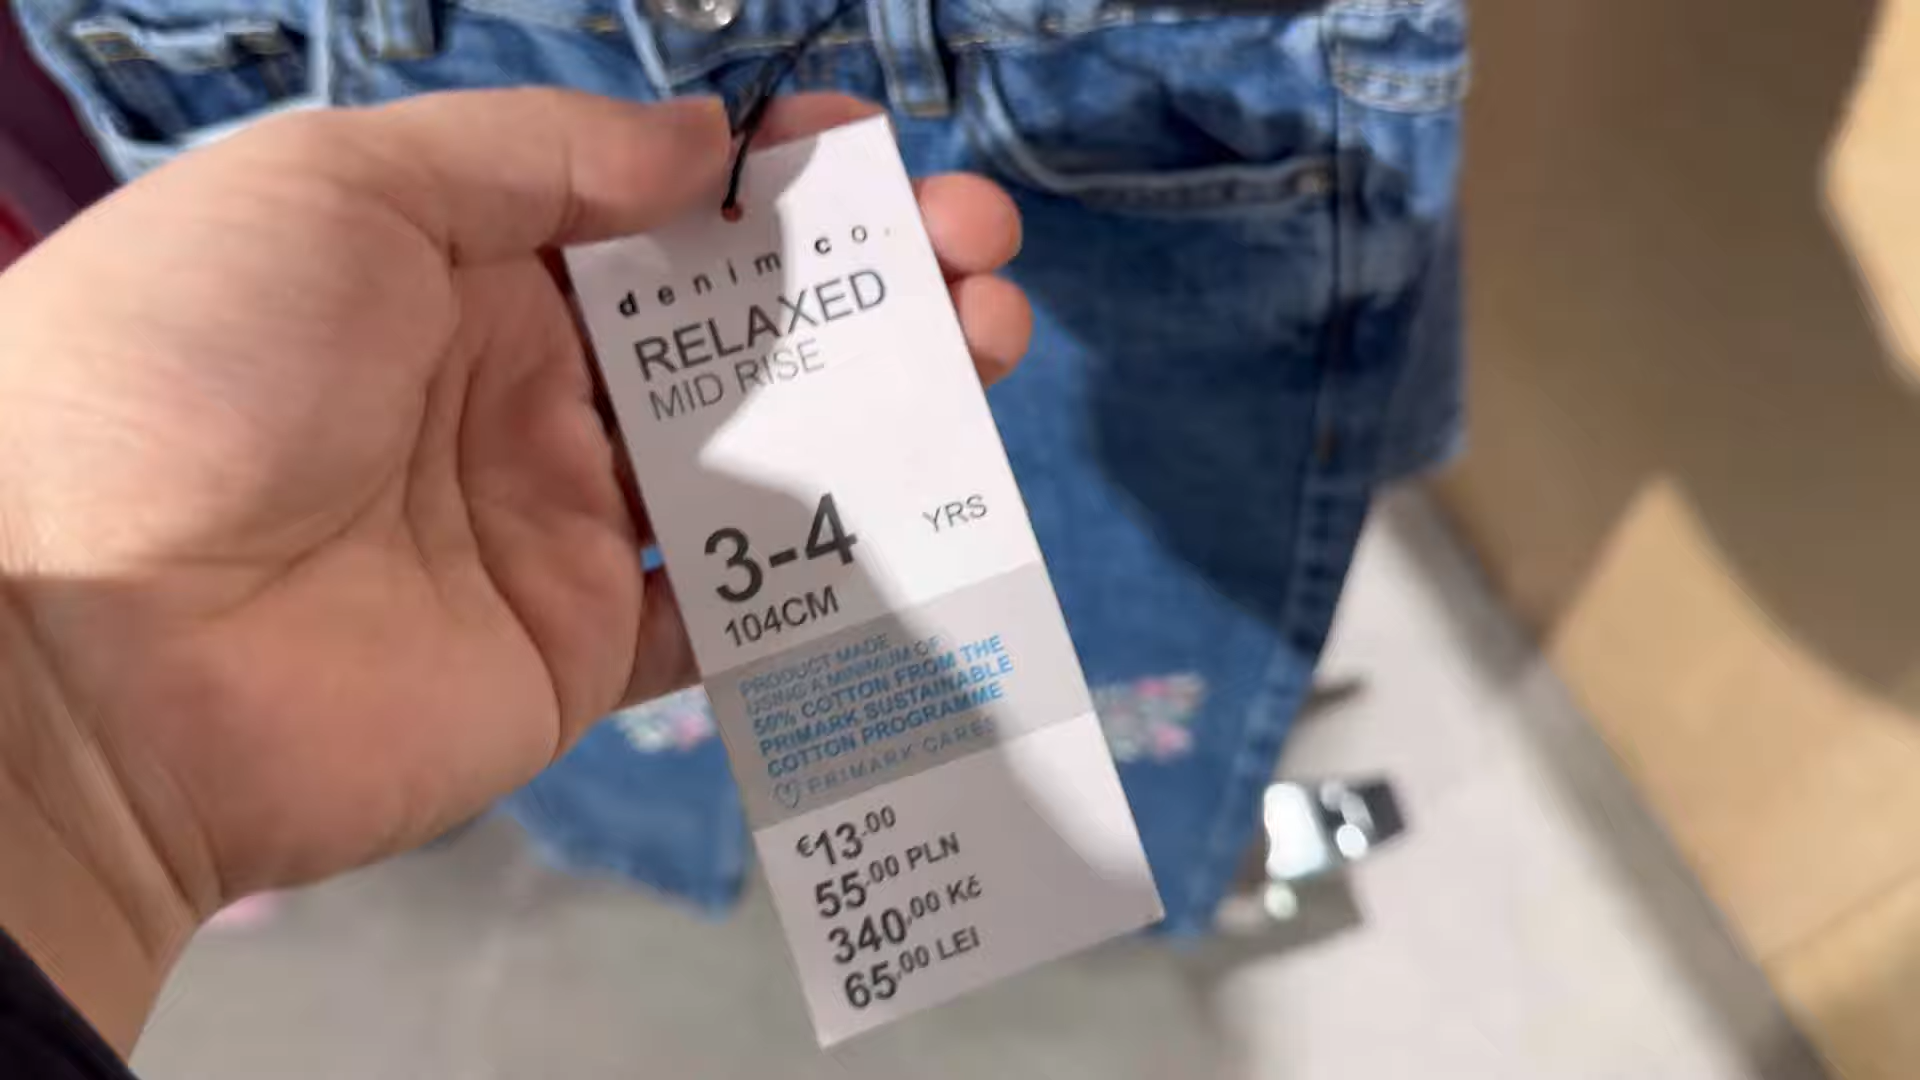 denim co.
RELAXED
MID RISE
3-4 YRS
104CM
PRODUCT MADE
USING A MINIMUM OF
50% COTTON FROM THE
PRIMARK SUSTAINABLE
COTTON PROGRAMME
PRIMARK CARES
€13.00
55.00 PLN
340,00 Kč
65,00 LEI